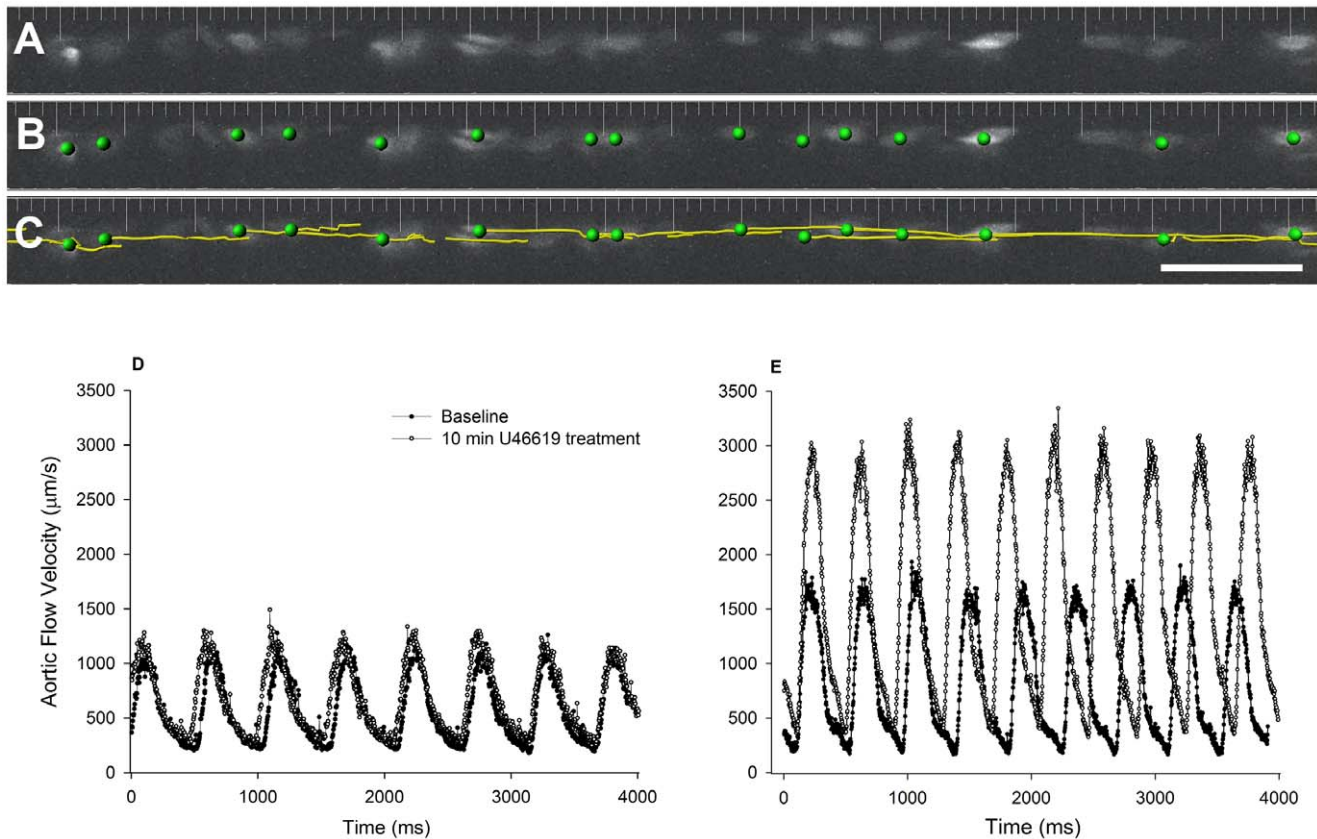 A
B
C
D
3500
3000
2500
2000
1500
1000
500
0
Aortic Flow Velocity (μm/s)
Baseline
10 min U46619 treatment
0 1000 2000 3000 4000
Time (ms)
E
3500
3000
2500
2000
1500
1000
500
0
0 1000 2000 3000 4000
Time (ms)